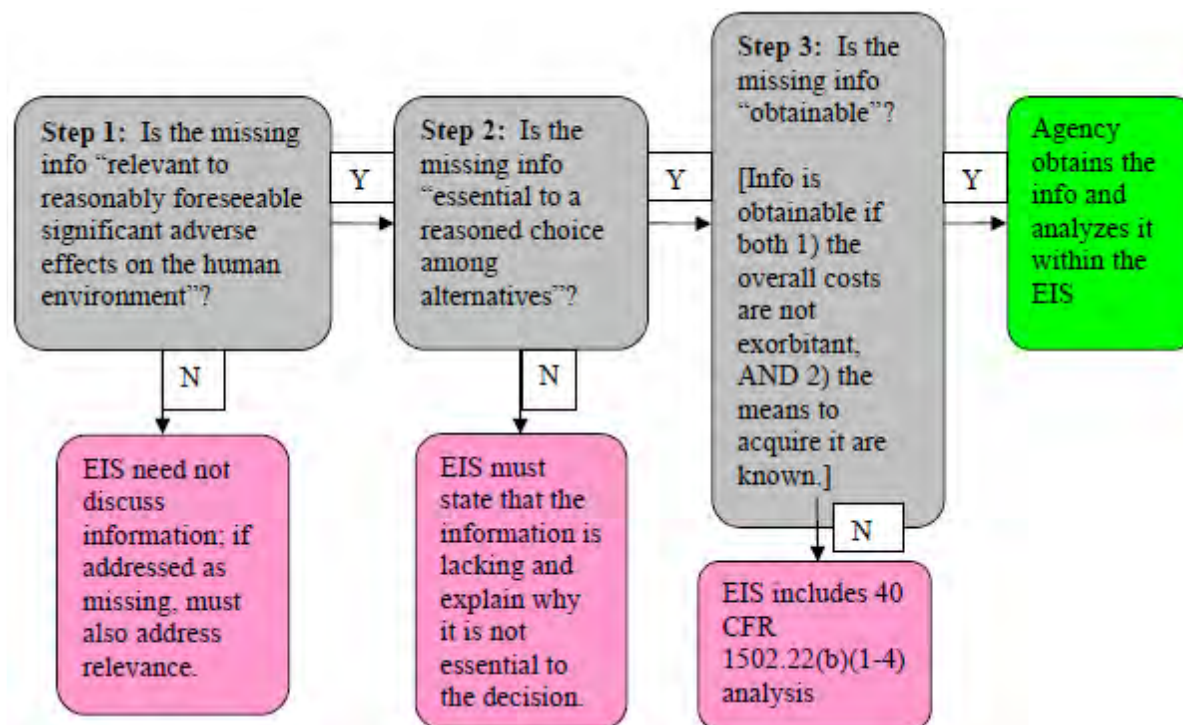 Step 1: Is the missing
info “relevant to
reasonably foreseeable
significant adverse
effects on the human
environment”?
Y
Step 2: Is the
missing info
“essential to a
reasoned choice
among
alternatives”?
Y
Step 3: Is the
missing info
“obtainable”?
[Info is
obtainable if
both 1) the
overall costs
are not
exorbitant,
AND 2) the
means to
acquire it are
known.]
Y
Agency
obtains the
info and
analyzes it
within the
EIS
N
EIS need not
discuss
information; if
addressed as
missing, must
also address
relevance.
N
EIS must
state that the
information is
lacking and
explain why
it is not
essential to
the decision.
N
EIS includes 40
CFR
1502.22(b)(1-4)
analysis